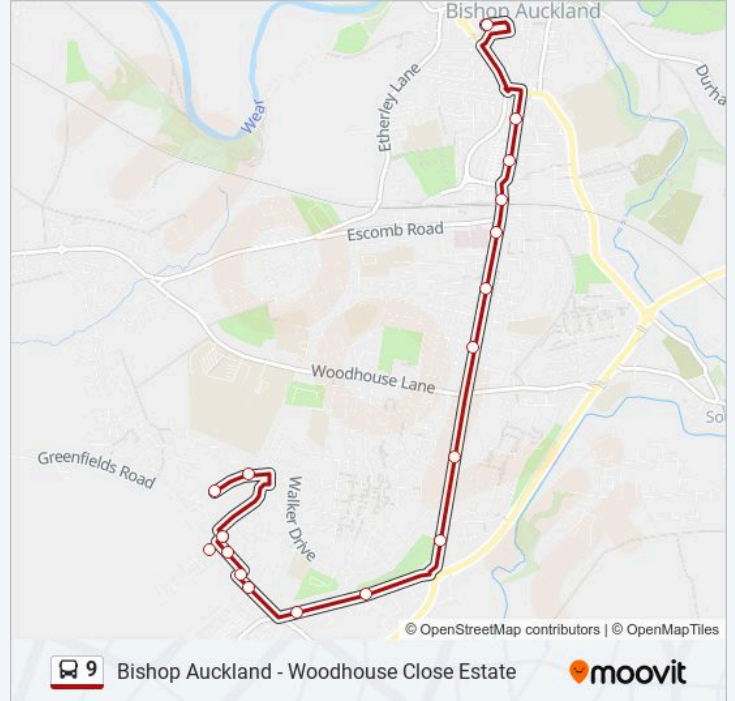 Bishop Auckland
Durha
Etherley Lane
Wear
Escomb Road
Woodhouse Lane
Sou
Greenfields Road
Walker Drive
© OpenStreetMap contributors | © OpenMapTiles
9 Bishop Auckland - Woodhouse Close Estate moovit